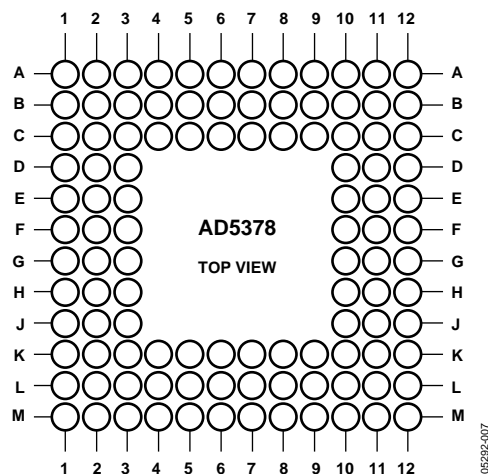 1 2 3 4 5 6 7 8 9 10 11 12
A A
B B
C C
D D
E E
F F
G G
H H
J J
K K
L L
M M
AD5378
TOP VIEW
1 2 3 4 5 6 7 8 9 10 11 12
05292-007